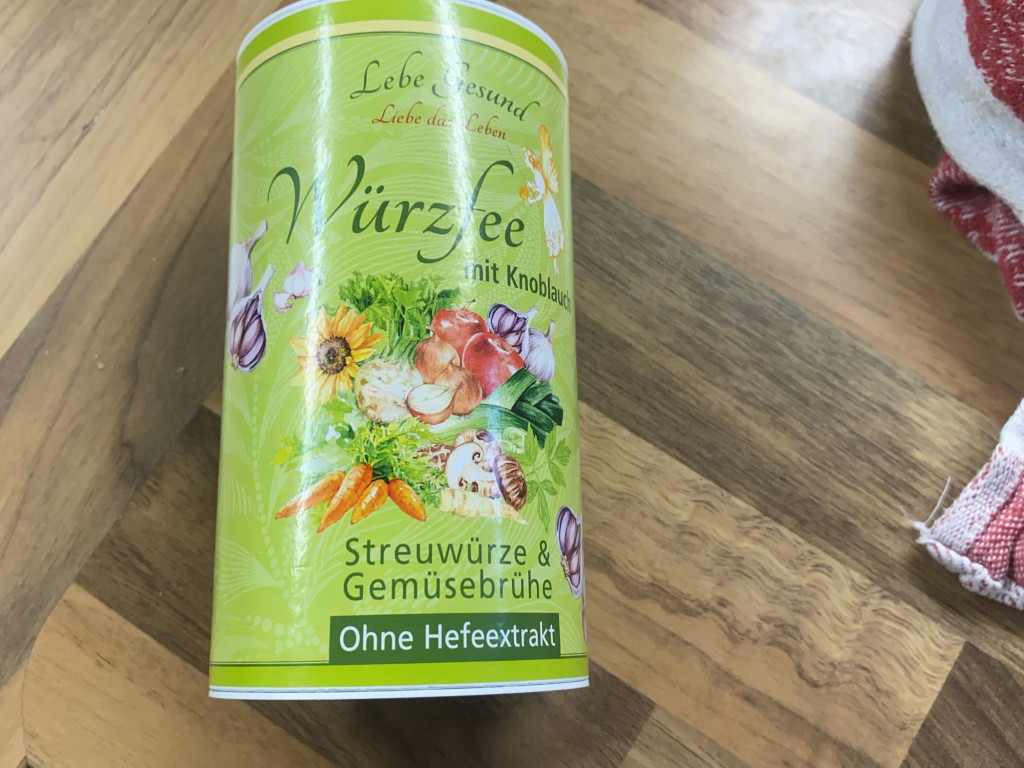 Lebe Gesund
Liebe das Leben
Würzfee
mit Knoblauch
Streuwürze &
Gemüsebrühe
Ohne Hefeextrakt